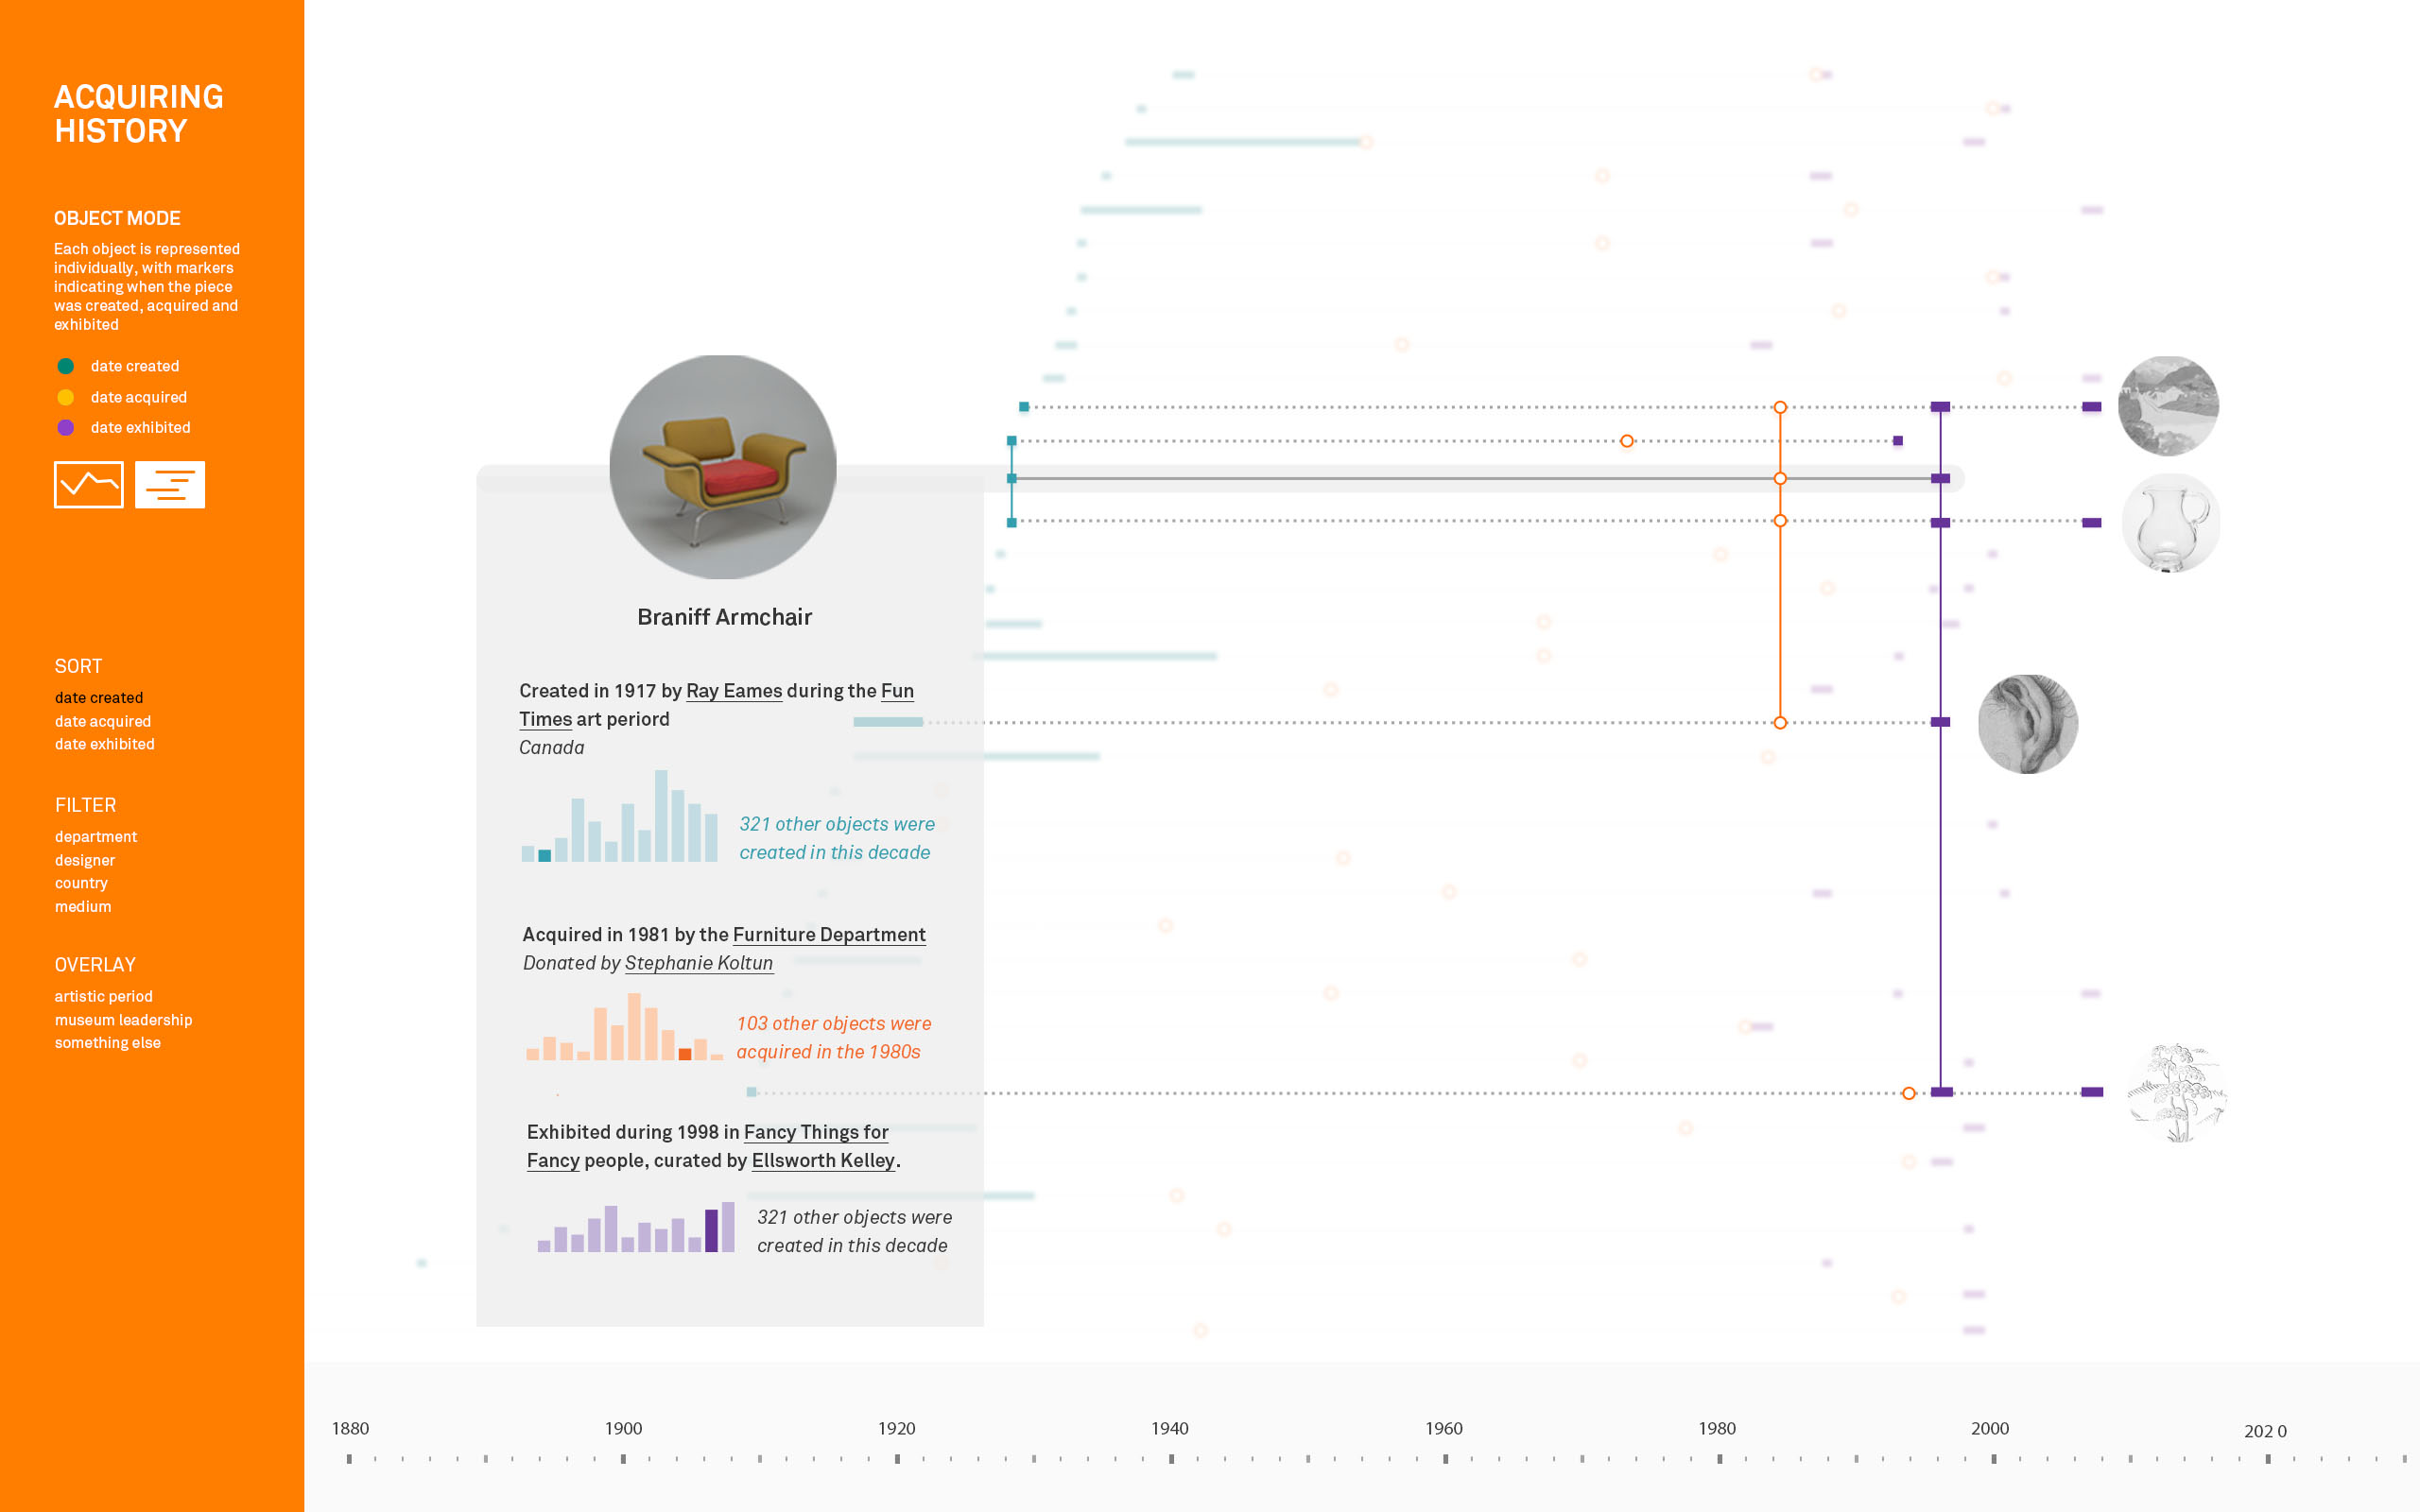 ACQUIRING
HISTORY
OBJECT MODE
Each object is represented
individually, with markers
indicating when the piece
was created, acquired and
exhibited
date created
date acquired
date exhibited
SORT
date created
date acquired
date exhibited
FILTER
department
designer
country
medium
OVERLAY
artistic period
museum leadership
something else
Braniff Armchair
Created in 1917 by Ray Eames during the Fun
Times art periord
Canada
321 other objects were
created in this decade
Acquired in 1981 by the Furniture Department
Donated by Stephanie Koltun
103 other objects were
acquired in the 1980s
Exhibited during 1998 in Fancy Things for
Fancy people, curated by Ellsworth Kelley.
321 other objects were
created in this decade
1880 1900 1920 1940 1960 1980 2000 202 0